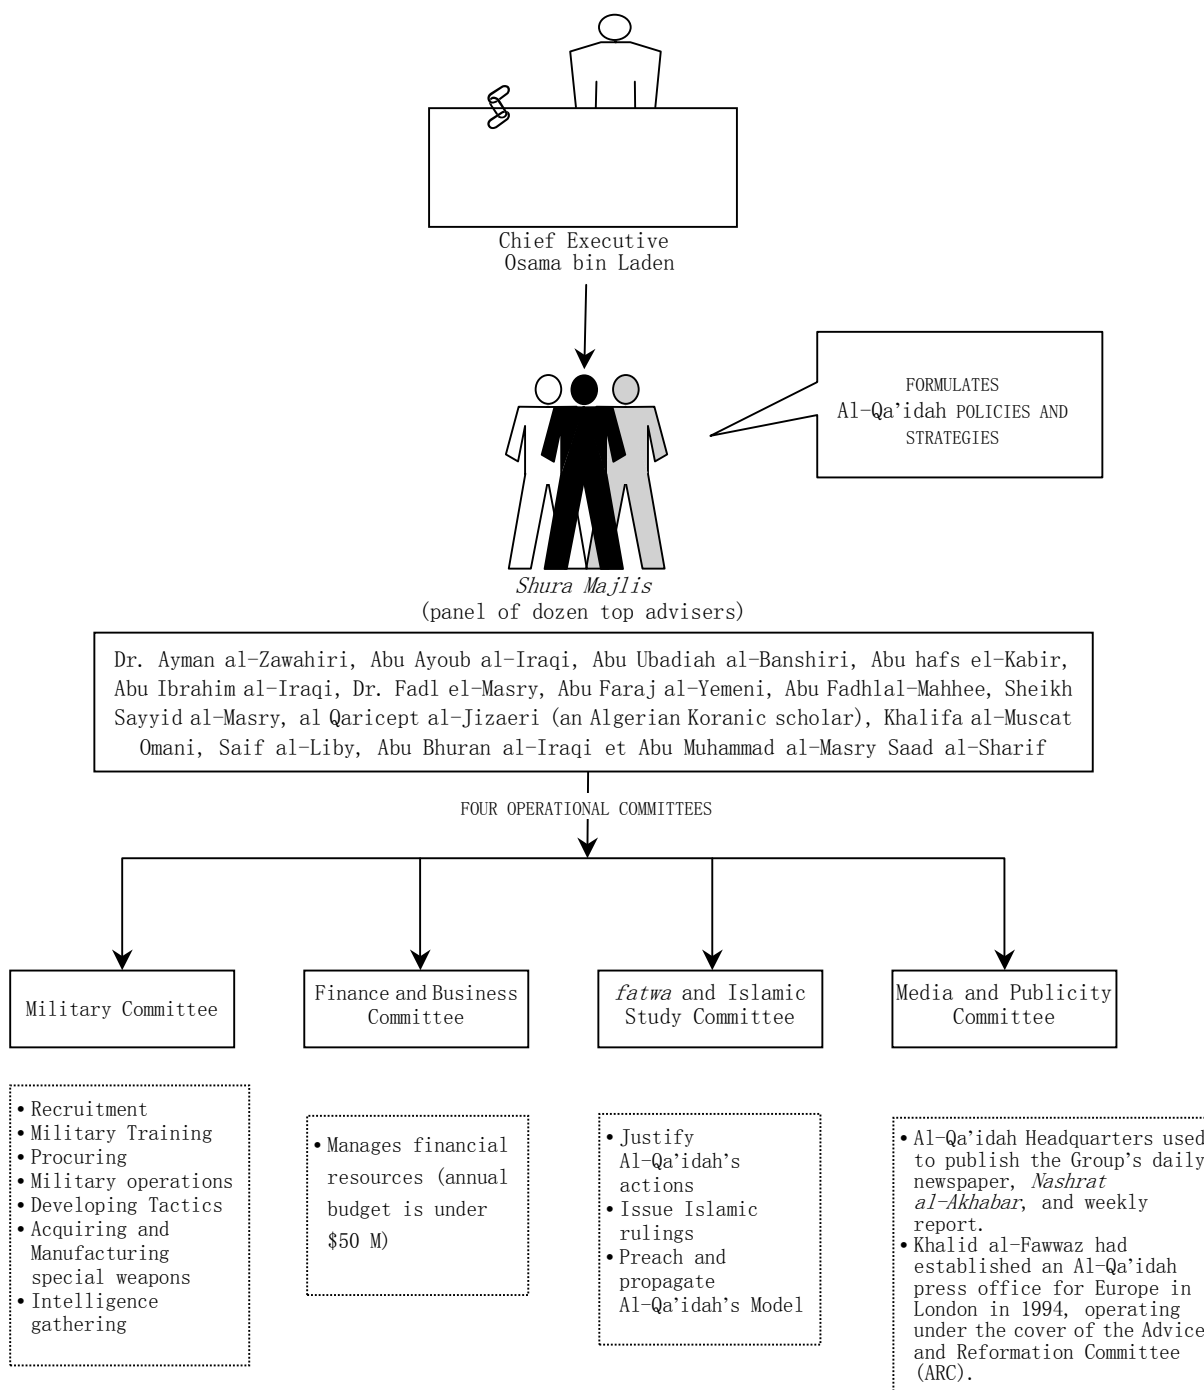 Chief Executive
Osama bin Laden
FORMULATES
Al-Qa'idah POLICIES AND
STRATEGIES
Shura Majlis
(panel of dozen top advisers)
Dr. Ayman al-Zawahiri, Abu Ayoub al-Iraqi, Abu Ubadiah al-Banshiri, Abu hafs el-Kabir,
Abu Ibrahim al-Iraqi, Dr. Fadl el-Masry, Abu Faraj al-Yemeni, Abu Fadhlal-Mahhee, Sheikh
Sayyid al-Masry, al Qaricept al-Jizaeri (an Algerian Koranic scholar), Khalifa al-Muscat
Omani, Saif al-Liby, Abu Bhuran al-Iraqi et Abu Muhammad al-Masry Saad al-Sharif
FOUR OPERATIONAL COMMITTEES
Military Committee
Finance and Business
Committee
fatwa and Islamic
Study Committee
Media and Publicity
Committee
• Recruitment
• Military Training
• Procuring
• Military operations
• Developing Tactics
• Acquiring and
Manufacturing
special weapons
• Intelligence
gathering
• Manages financial
resources (annual
budget is under
$50 M)
• Justify
Al-Qa'idah's
actions
• Issue Islamic
rulings
• Preach and
propagate
Al-Qa'idah's Model
• Al-Qa'idah Headquarters used
to publish the Group's daily
newspaper, Nashrat
al-Akhabar, and weekly
report.
• Khalid al-Fawwaz had
established an Al-Qa'idah
press office for Europe in
London in 1994, operating
under the cover of the Advice
and Reformation Committee
(ARC).